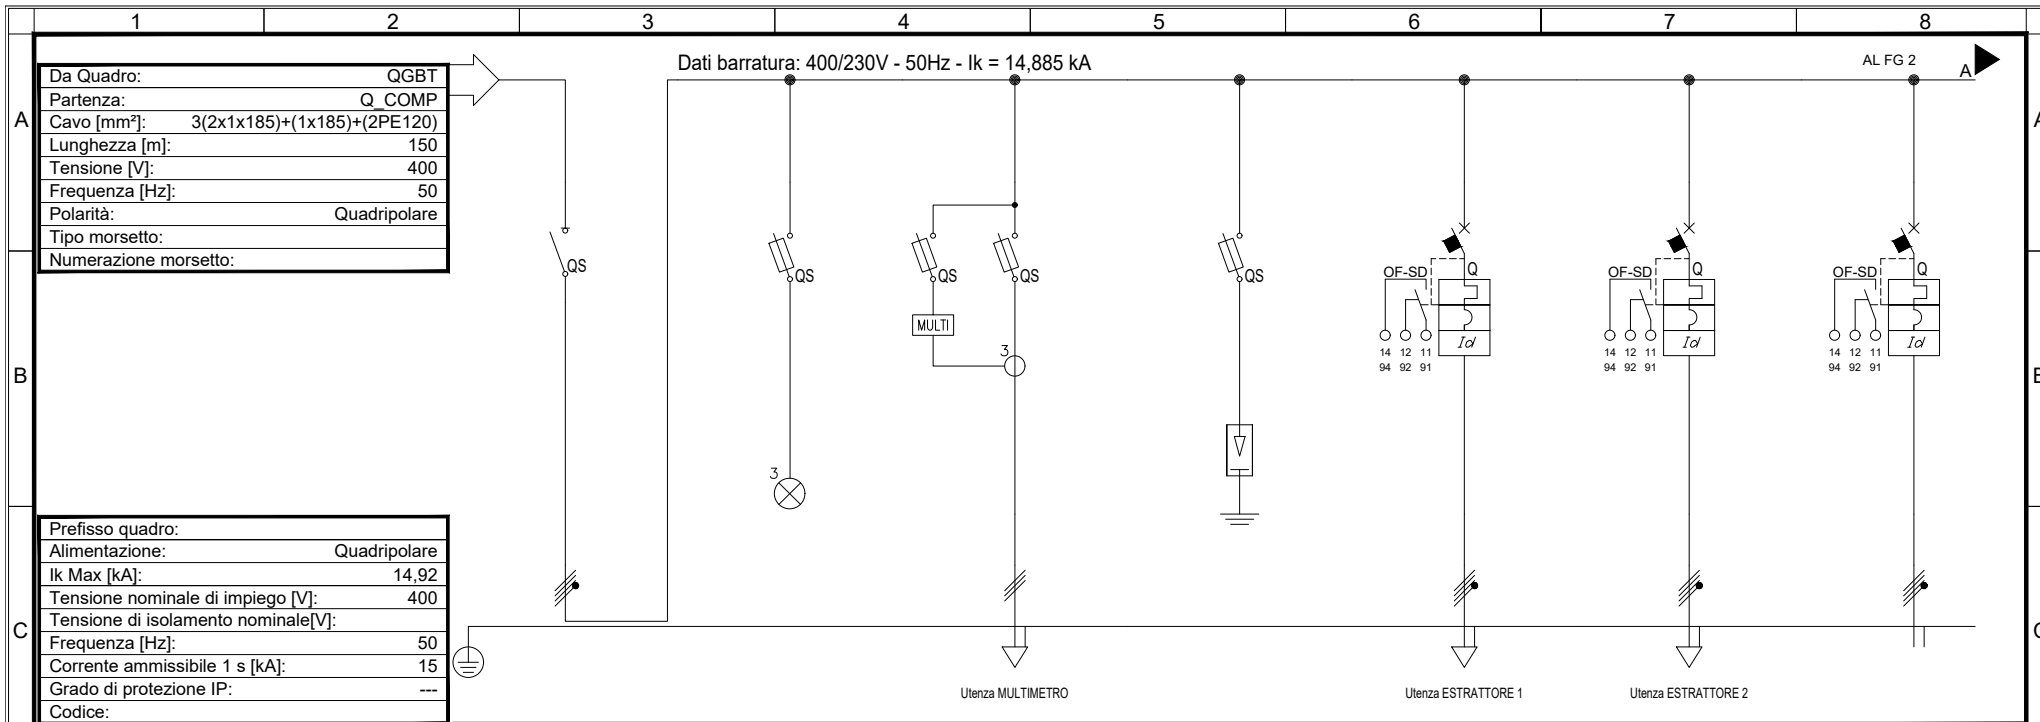 1 2 3 4 5 6 7 8
Dati barratura: 400/230V - 50Hz - Ik = 14,885 kA
AL FG 2
A
A
A
Da Quadro: QGBT
Partenza: Q_COMP
Cavo [mm²]: 3(2x1x185)+(1x185)+(2PE120)
Lunghezza [m]: 150
Tensione [V]: 400
Frequenza [Hz]: 50
Polarità: Quadripolare
Tipo morsetto:
Numerazione morsetto:
QS
QS
QS
QS
QS
OF-SD Q
14 12 11
94 92 91
Id
OF-SD Q
14 12 11
94 92 91
Id
OF-SD Q
14 12 11
94 92 91
Id
MULTI
3
B
B
3
Prefisso quadro:
Alimentazione: Quadripolare
Ik Max [kA]: 14,92
Tensione nominale di impiego [V]: 400
Tensione di isolamento nominale[V]:
Frequenza [Hz]: 50
Corrente ammissibile 1 s [kA]: 15
Grado di protezione IP: ---
Codice:
C
C
Utenza MULTIMETRO
Utenza ESTRATTORE 1
Utenza ESTRATTORE 2